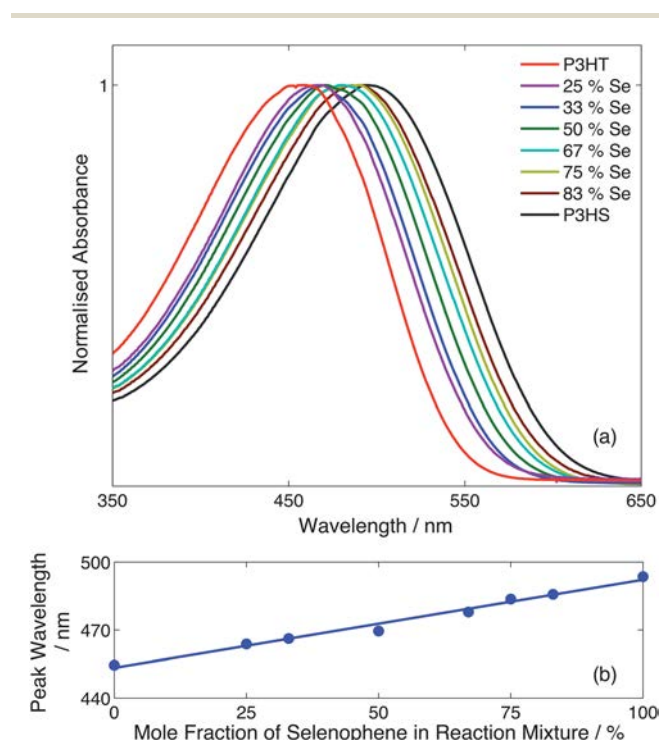 1
P3HT
25 % Se
33 % Se
50 % Se
67 % Se
75 % Se
83 % Se
P3HS
Normalised Absorbance
(a)
350
450
550
650
Wavelength / nm
500
470
440
Peak Wavelength
/ nm
(b)
0
25
50
75
100
Mole Fraction of Selenophene in Reaction Mixture / %